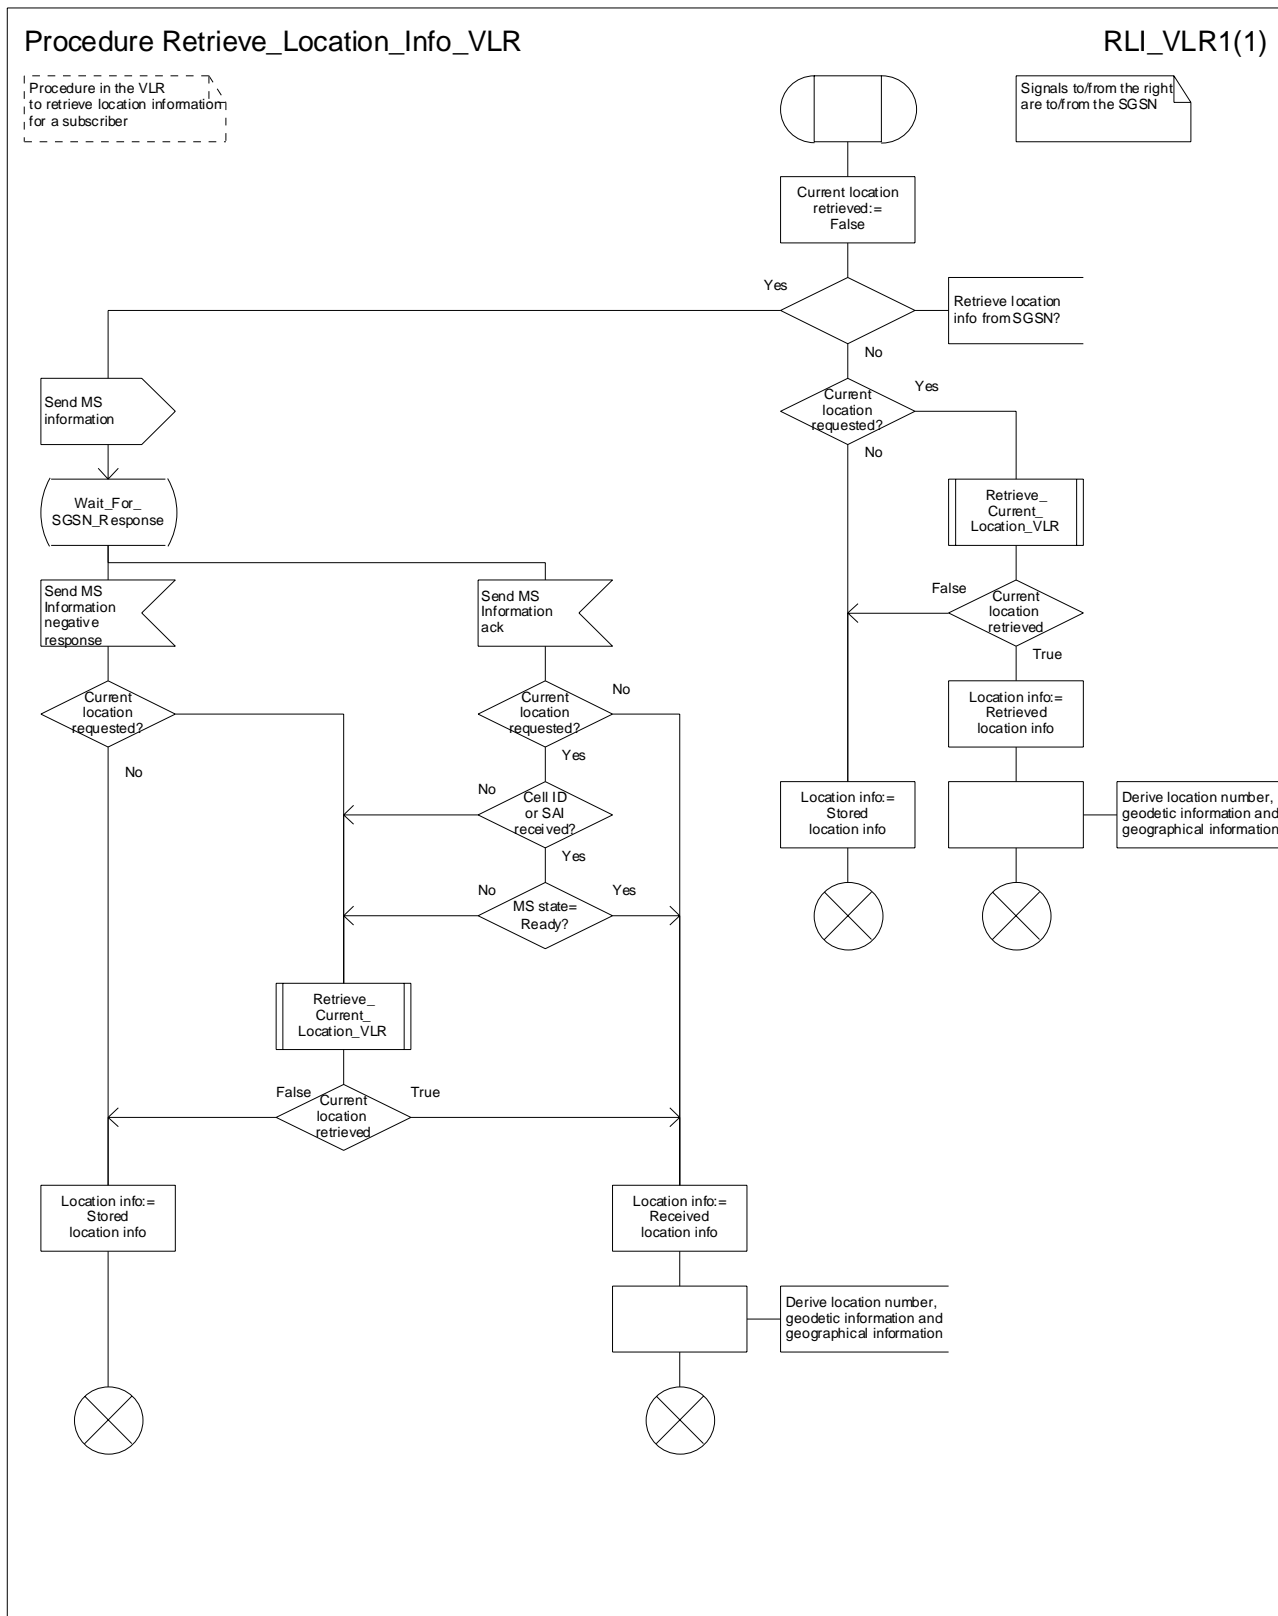 Procedure Retrieve_Location_Info_VLR
RLI_VLR1(1)
Procedure in the VLR
to retrieve location information
for a subscriber
Signals to/from the right
are to/from the SGSN
Current location
retrieved:=
False
Yes
Retrieve location
info from SGSN?
No
Send MS
information
Current
location
requested?
Yes
No
Wait_For_
SGSN_Response
Retrieve_
Current_
Location_VLR
Send MS
Information
negative
response
Send MS
Information
ack
False
Current
location
retrieved
True
Current
location
requested?
No
Current
location
requested?
No
Yes
Location info:=
Retrieved
location info
No
Cell ID
or SAI
received?
Yes
Location info:=
Stored
location info
Derive location number,
geodetic information and
geographical information
No
MS state=
Ready?
Yes
Retrieve_
Current_
Location_VLR
False
Current
location
retrieved
True
Location info:=
Stored
location info
Location info:=
Received
location info
Derive location number,
geodetic information and
geographical information